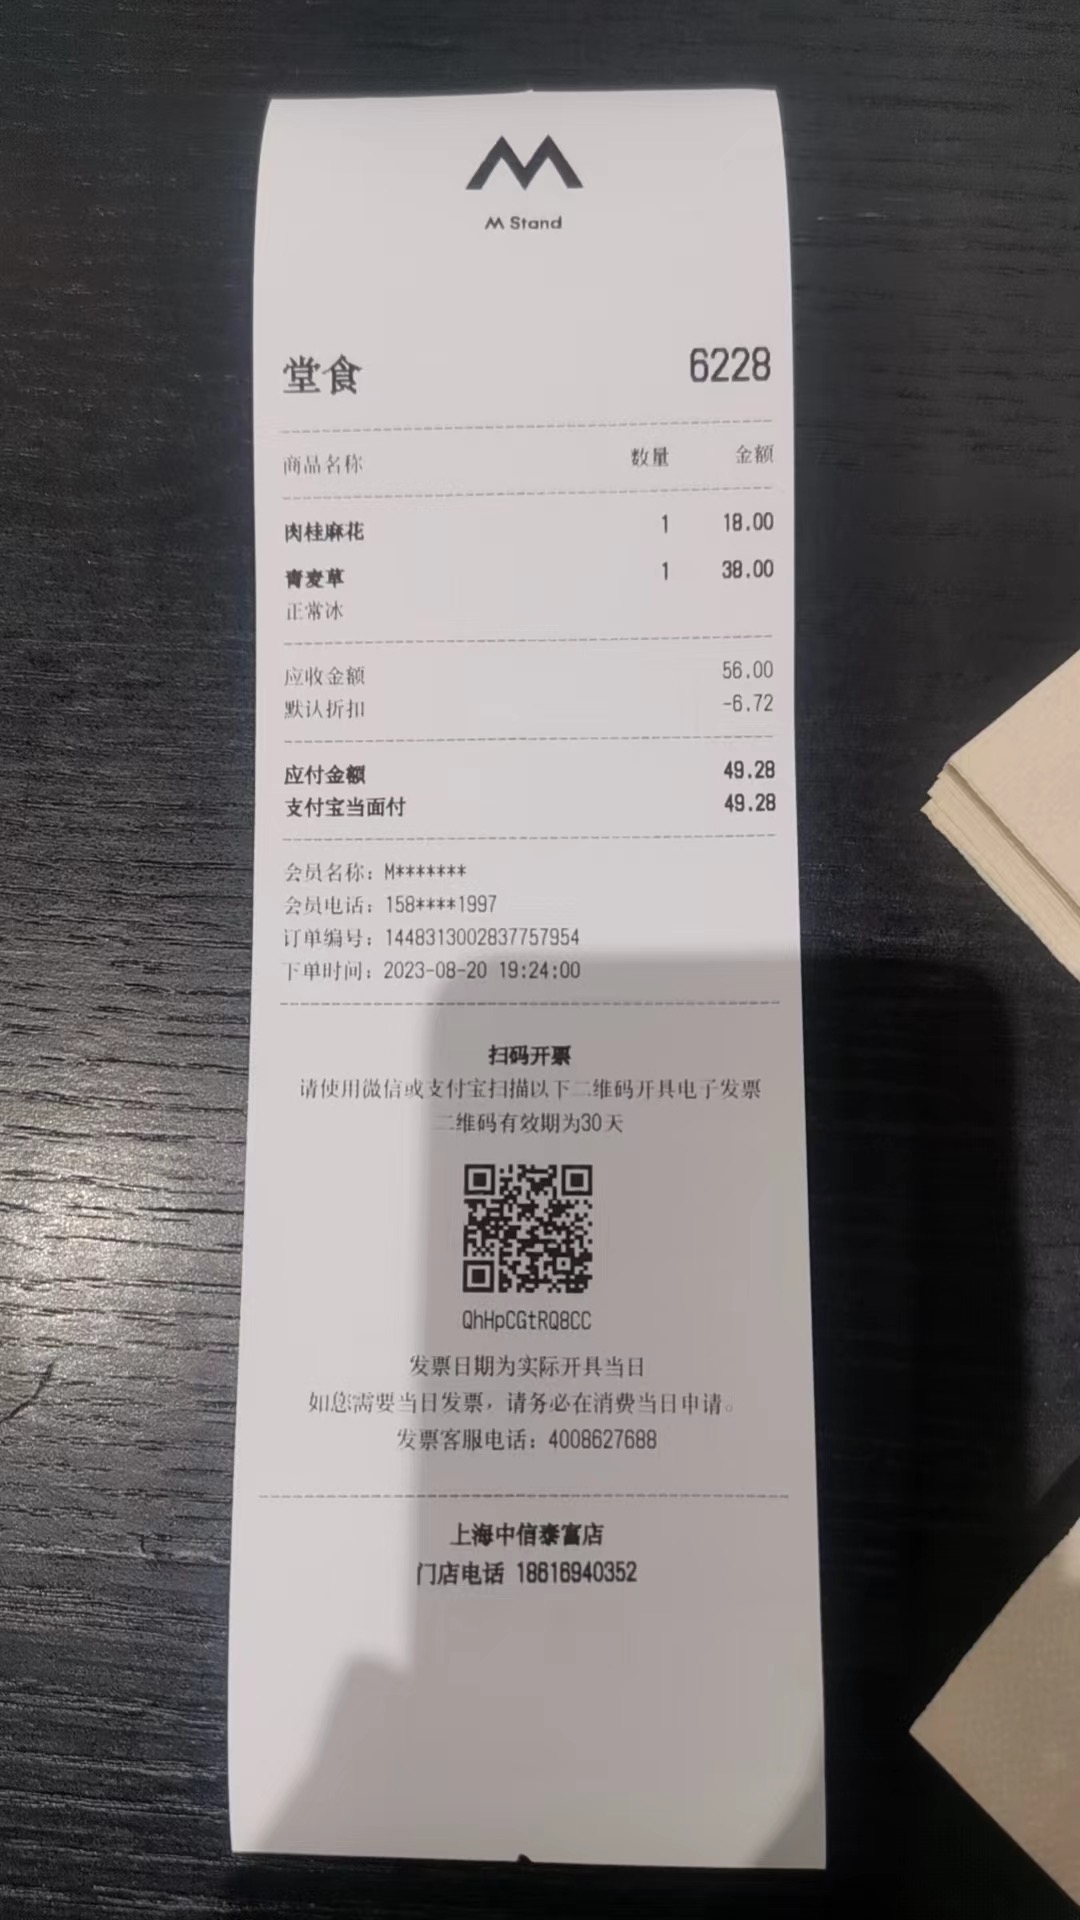 M Stand
堂食 6228
商品名称 数量 金额
肉桂麻花 1 18.00
青麦草 1 38.00
正常冰
应收金额 56.00
默认折扣 -6.72
应付金额 49.28
支付宝当面付 49.28
会员名称：M*******
会员电话：158****1997
订单编号：1448313002837757954
下单时间：2023-08-20 19:24:00
扫码开票
请使用微信或支付宝扫描以下二维码开具电子发票
二维码有效期为30天
QhHpCGtRQ8CC
发票日期为实际开具当日
如您需要当日发票，请务必在消费当日申请。
发票客服电话：4008627688
上海中信泰富店
门店电话 18616940352